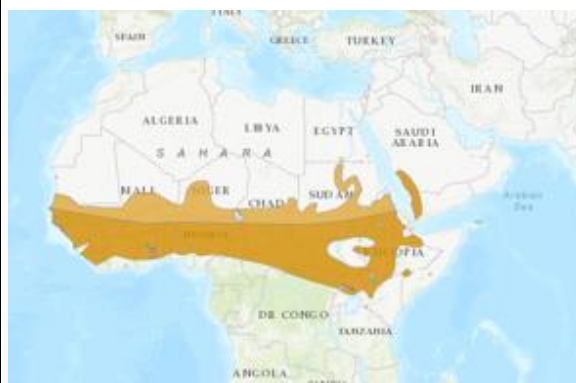 SPAIN
GREECE
TURKEY
IRAN
ALGERIA
LIBYA
EGYPT
SAUDI
ARABIA
SAHARA
MALI
NIGER
CHAD
SUDAN
Arabian
Sea
NIGERIA
ETHIOPIA
DR CONGO
TANZANIA
ANGOLA